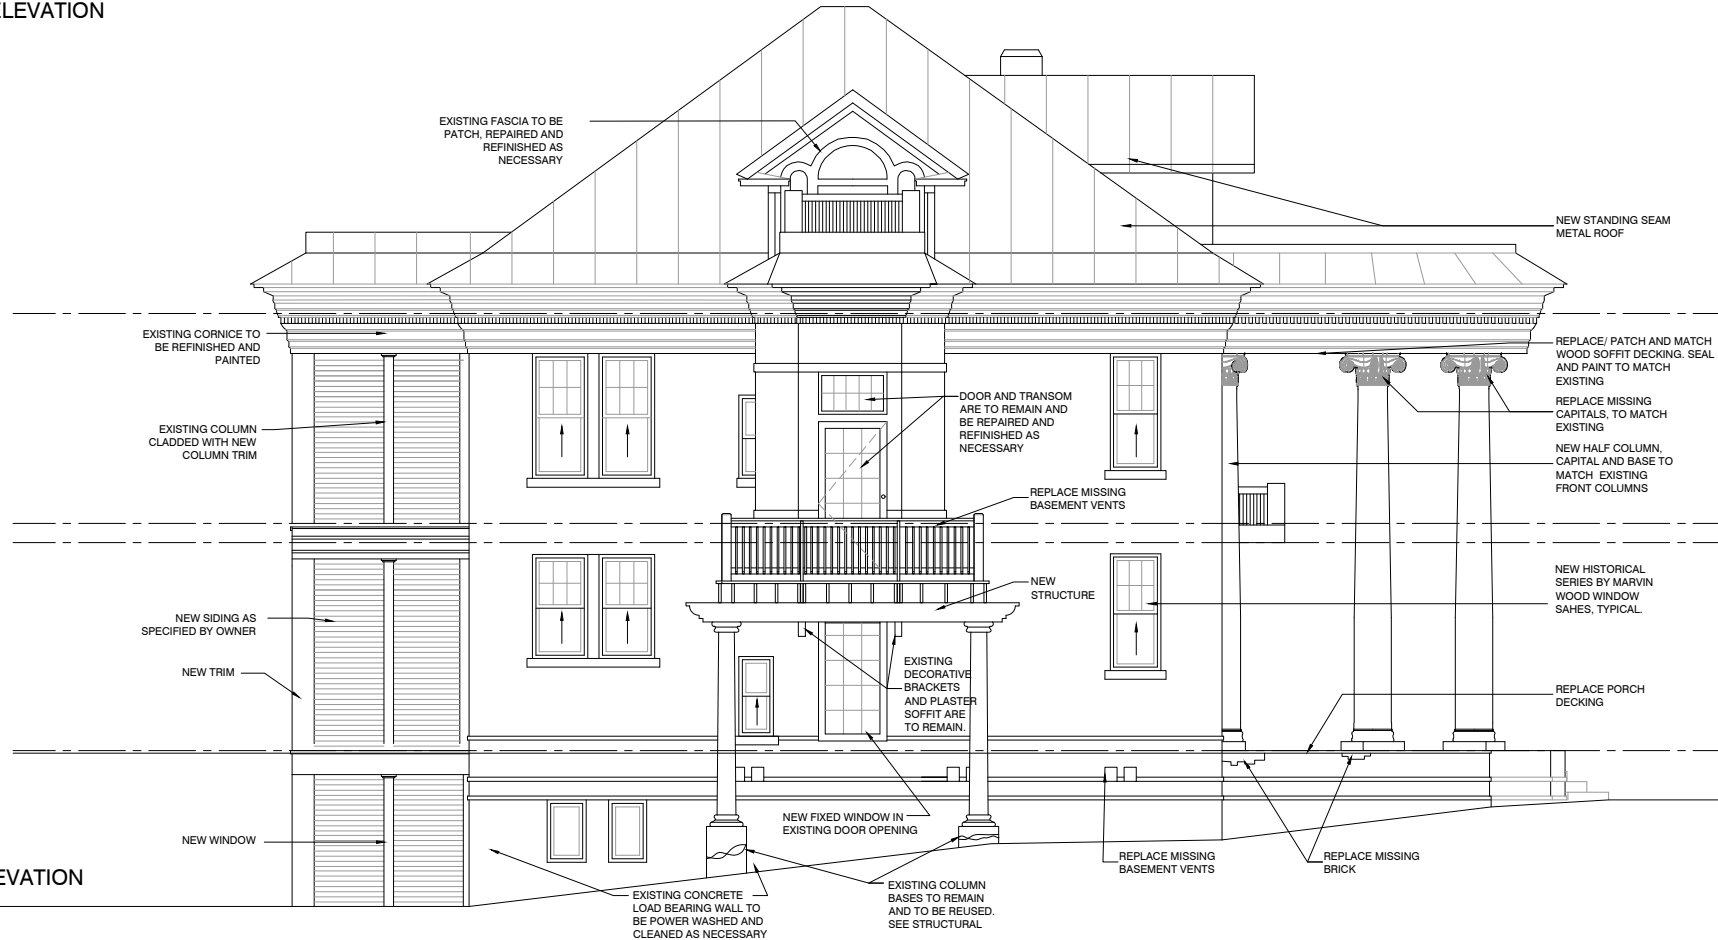 ELEVATION
EXISTING FASCIA TO BE
PATCH, REPAIRED AND
REFINISHED AS
NECESSARY
NEW STANDING SEAM
METAL ROOF
EXISTING CORNICE TO
BE REFINISHED AND
PAINTED
REPLACE/ PATCH AND MATCH
WOOD SOFFIT DECKING. SEAL
AND PAINT TO MATCH
EXISTING
DOOR AND TRANSOM
ARE TO REMAIN AND
BE REPAIRED AND
REFINISHED AS
NECESSARY
REPLACE MISSING
CAPITALS, TO MATCH
EXISTING
EXISTING COLUMN
CLADDED WITH NEW
COLUMN TRIM
NEW HALF COLUMN,
CAPITAL AND BASE TO
MATCH EXISTING
FRONT COLUMNS
REPLACE MISSING
BASEMENT VENTS
NEW
STRUCTURE
NEW HISTORICAL
SERIES BY MARVIN
WOOD WINDOW
SAHES, TYPICAL.
NEW SIDING AS
SPECIFIED BY OWNER
NEW TRIM
EXISTING
DECORATIVE
BRACKETS
AND PLASTER
SOFFIT ARE
TO REMAIN.
REPLACE PORCH
DECKING
NEW FIXED WINDOW IN
EXISTING DOOR OPENING
NEW WINDOW
REPLACE MISSING
BASEMENT VENTS
REPLACE MISSING
BRICK
EVATION
EXISTING CONCRETE
LOAD BEARING WALL TO
BE POWER WASHED AND
CLEANED AS NECESSARY
EXISTING COLUMN
BASES TO REMAIN
AND TO BE REUSED.
SEE STRUCTURAL